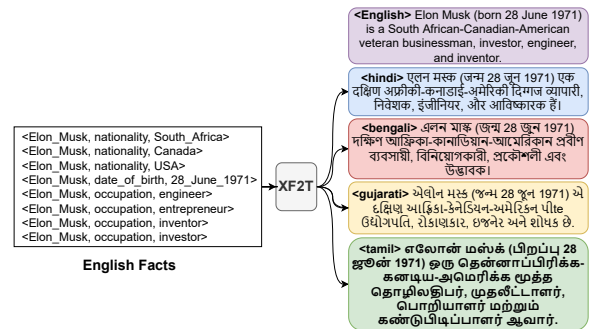 <English> Elon Musk (born 28 June 1971)
is a South African-Canadian-American
veteran businessman, investor, engineer,
and inventor.
<hindi> एलन मस्क (जन्म 28 जून 1971) एक
दक्षिण अफ्रीकी-कनाडाई-अमेरिकी दिग्गज व्यापारी,
निवेशक, इंजीनियर, और आविष्कारक हैं।
<bengali> এলন মাস্ক (জন্ম 28 জুন 1971)
দক্ষিণ আফ্রিকা-কানাডিয়ান-আমেরিকান প্রবীণ
ব্যবসায়ী, বিনিয়োগকারী, প্রকৌশলী এবং
উদ্ভাবক।
<gujarati> એલોન મસ્ક (જન્મ 28 જૂન 1971) એ
દક્ષિણ આફ્રિકા-કેનેડિયન-અમેરિકન પીte
ઉદ્યોગપતિ, રોકાણકાર, ઇજનેર અને શોધક છે.
<tamil> எலோன் மஸ்க் (பிறப்பு 28
ஜூன் 1971) ஒரு தென்னாப்பிரிக்க-
கனடிய-அமெரிக்க மூத்த
தொழிலதிபர், முதலீட்டாளர்,
பொறியாளர் மற்றும்
கண்டுபிடிப்பாளர் ஆவார்.
<Elon_Musk, nationality, South_Africa>
<Elon_Musk, nationality, Canada>
<Elon_Musk, nationality, USA>
<Elon_Musk, date_of_birth, 28_June_1971>
<Elon_Musk, occupation, engineer>
<Elon_Musk, occupation, entrepreneur>
<Elon_Musk, occupation, inventor>
<Elon_Musk, occupation, investor>
English Facts
XF2T